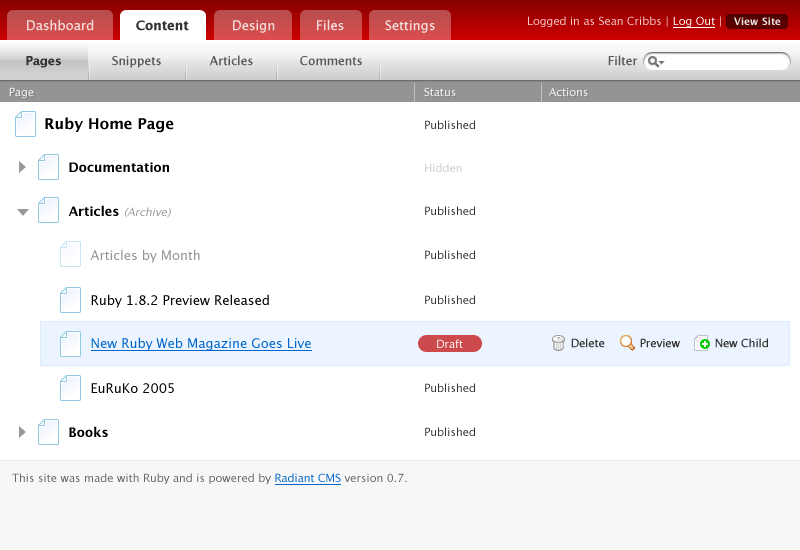 Dashboard Content Design Files Settings Logged in as Sean Cribbs | Log Out | View Site
Pages Snippets Articles Comments Filter
Page Status Actions
Ruby Home Page Published
Documentation Hidden
Articles (Archive) Published
Articles by Month Published
Ruby 1.8.2 Preview Released Published
New Ruby Web Magazine Goes Live Draft Delete Preview New Child
EuRuKo 2005 Published
Books Published
This site was made with Ruby and is powered by Radiant CMS version 0.7.